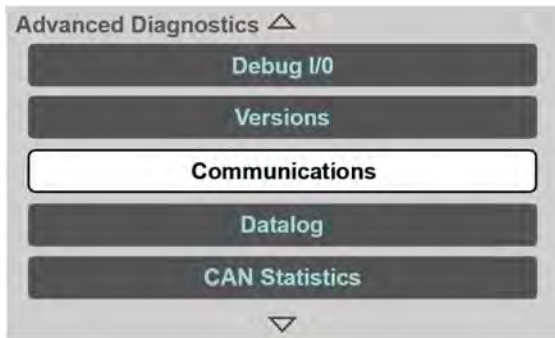 Advanced Diagnostics
Debug I/0
Versions
Communications
Datalog
CAN Statistics